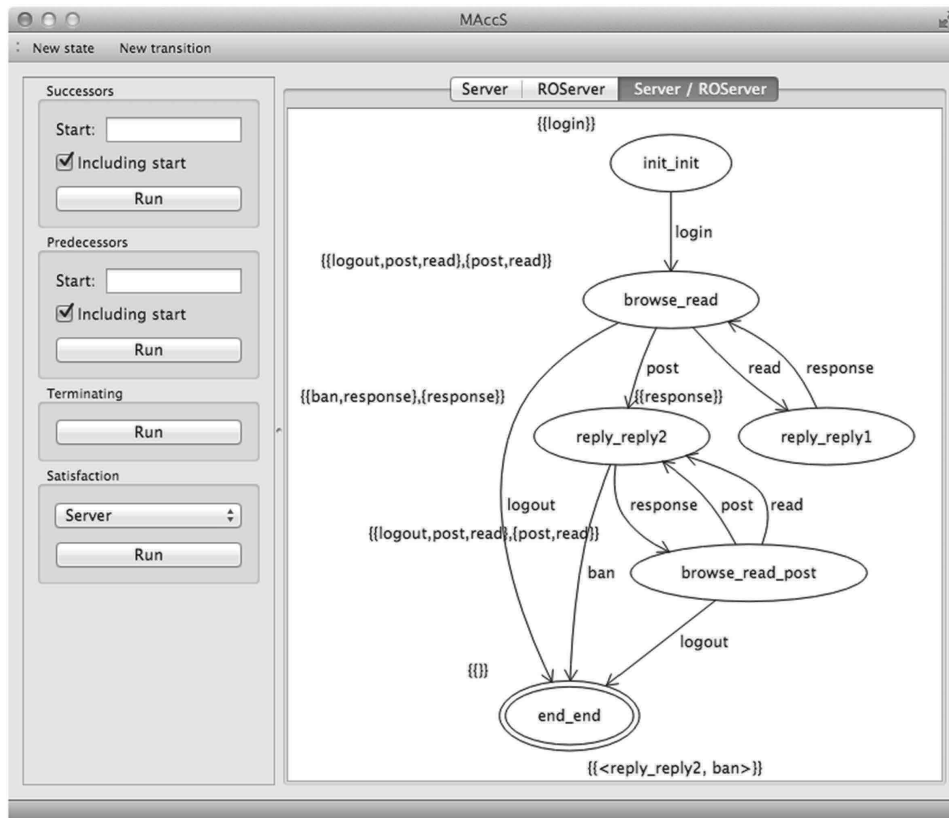 MAccS
New state New transition
Successors
Start:
Including start
Run
Predecessors
Start:
Including start
Run
Terminating
Run
Satisfaction
Server
Run
Server ROServer Server / ROServer
{{login}}
init_init
login
{{logout,post,read},{post,read}}
browse_read
post read response
{{ban,response},{response}} {{response}}
reply_reply2 reply_reply1
logout response post read
{{logout,post,read},{post,read}}
ban browse_read_post
logout
{{}}
end_end
{{<reply_reply2, ban>}}